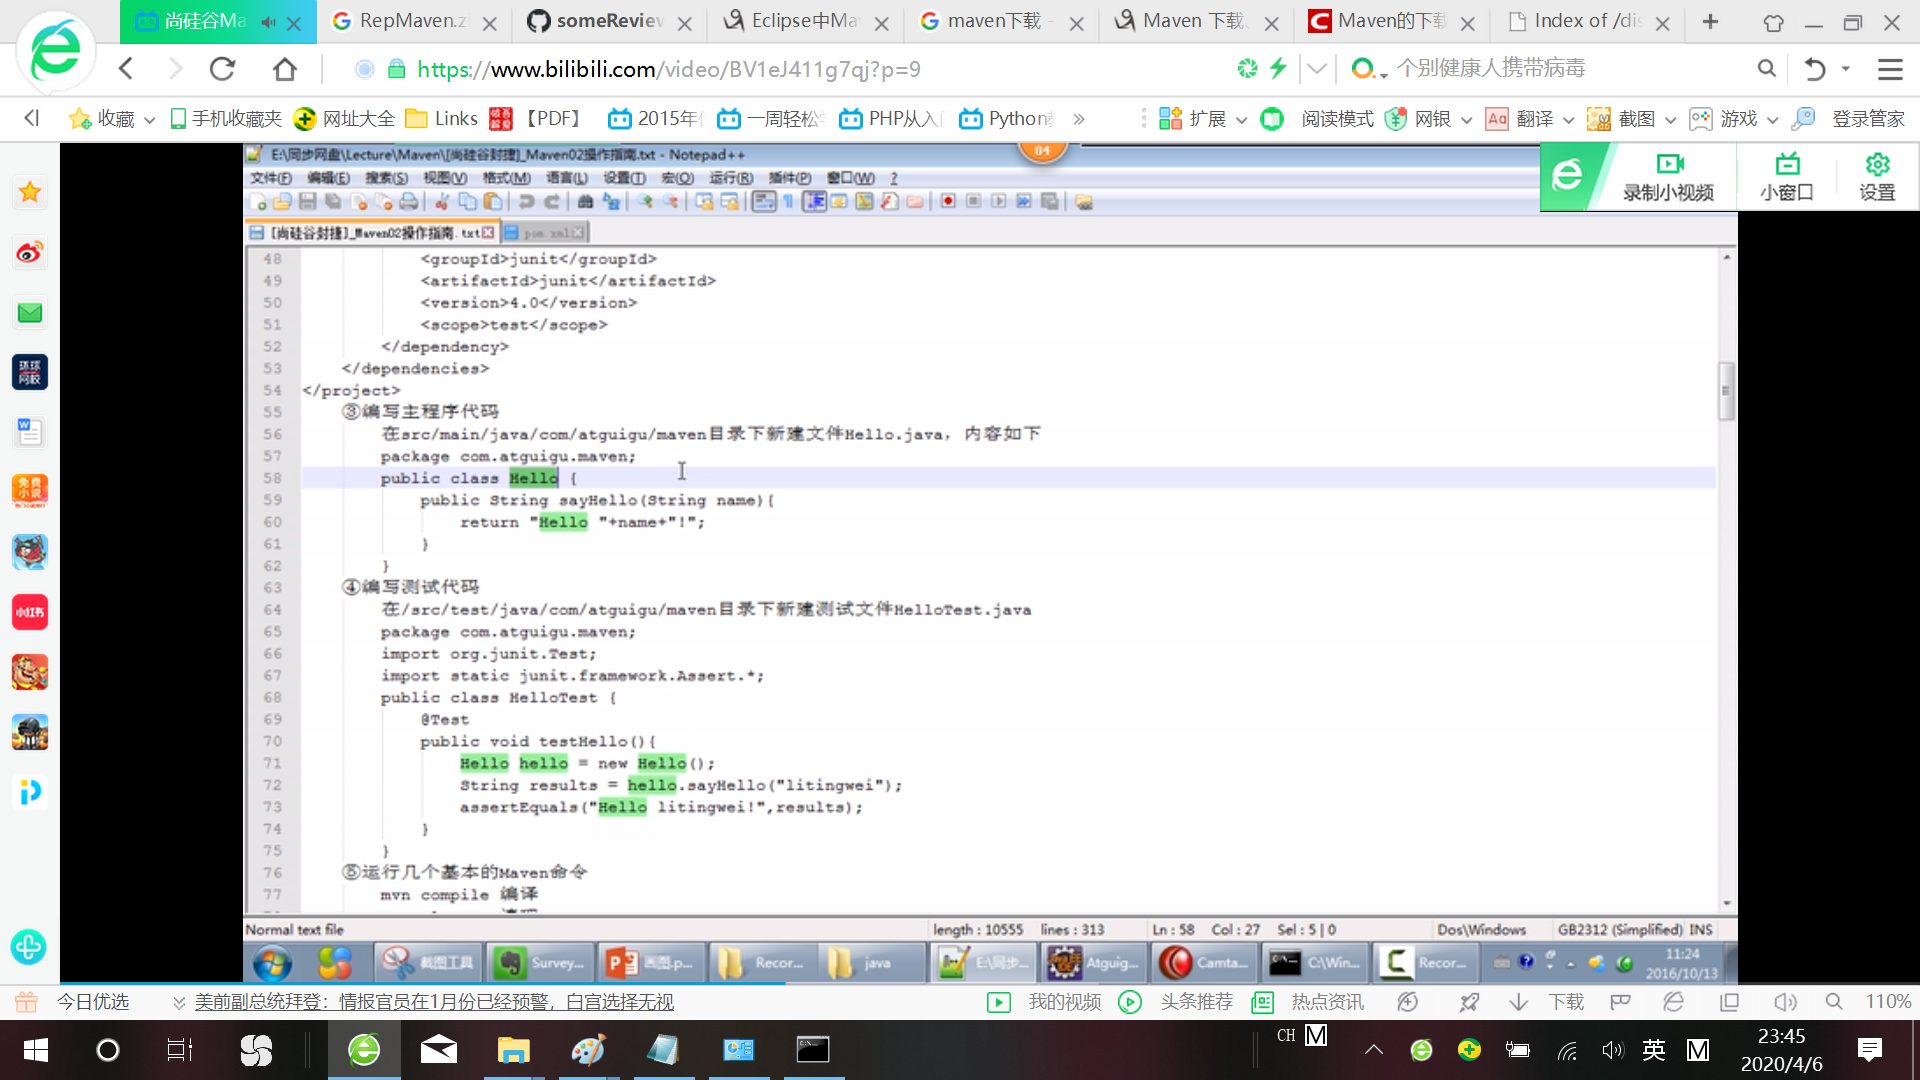 尚硅谷Ma
RepMaven.z
someReview
Eclipse中Ma
maven下载 -
Maven 下载、
Maven的下载
Index of /dis
https://www.bilibili.com/video/BV1eJ411g7qj?p=9
个别健康人携带病毒
收藏
手机收藏夹
网址大全
Links
【PDF】
2015年
一周轻松
PHP从入
Python
»
扩展
阅读模式
网银
翻译
截图
游戏
登录管家
E:\同步网盘\Lecture\Maven\[尚硅谷封捷]_Maven02操作指南.txt - Notepad++
84
录制小视频
小窗口
设置
文件(F) 编辑(E) 搜索(S) 视图(V) 格式(M) 语言(L) 设置(T) 宏(O) 运行(R) 插件(P) 窗口(W) ?
[尚硅谷封捷]_Maven02操作指南.txt
pom.xml
48 <groupId>junit</groupId>
49 <artifactId>junit</artifactId>
50 <version>4.0</version>
51 <scope>test</scope>
52 </dependency>
53 </dependencies>
54 </project>
55 ③编写主程序代码
56 在src/main/java/com/atguigu/maven目录下新建文件Hello.java，内容如下
57 package com.atguigu.maven;
58 public class Hello {
59 public String sayHello(String name){
60 return "Hello "+name+"!";
61 }
62 }
63 ④编写测试代码
64 在/src/test/java/com/atguigu/maven目录下新建测试文件HelloTest.java
65 package com.atguigu.maven;
66 import org.junit.Test;
67 import static junit.framework.Assert.*;
68 public class HelloTest {
69 @Test
70 public void testHello(){
71 Hello hello = new Hello();
72 String results = hello.sayHello("litingwei");
73 assertEquals("Hello litingwei!",results);
74 }
75 }
76 ⑤运行几个基本的Maven命令
77 mvn compile 编译
Normal text file
length : 10555 lines : 313
Ln : 58 Col : 27 Sel : 5 | 0
Dos\Windows
GB2312 (Simplified) INS
截图工具
Survey...
画图.p...
Recor...
java
E:\同步...
Atguig...
Camta...
C:\Win...
Recor...
11:24
2016/10/13
环球
网校
免费
小说
小红书
今日优选
美前副总统拜登：情报官员在1月份已经预警，白宫选择无视
我的视频
头条推荐
热点资讯
下载
110%
CH M
英
M
23:45
2020/4/6